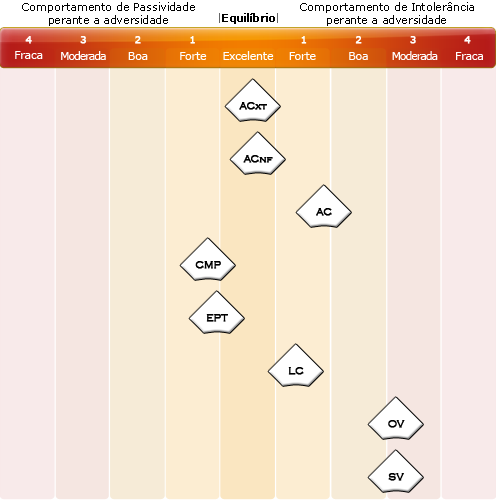 Comportamento de Passividade
perante a adversidade
|Equilíbrio|
Comportamento de Intolerância
perante a adversidade
4 3 2 1 1 2 3 4
Fraca Moderada Boa Forte Excelente Forte Boa Moderada Fraca
ACXT
ACNF
AC
CMP
EPT
LC
OV
SV